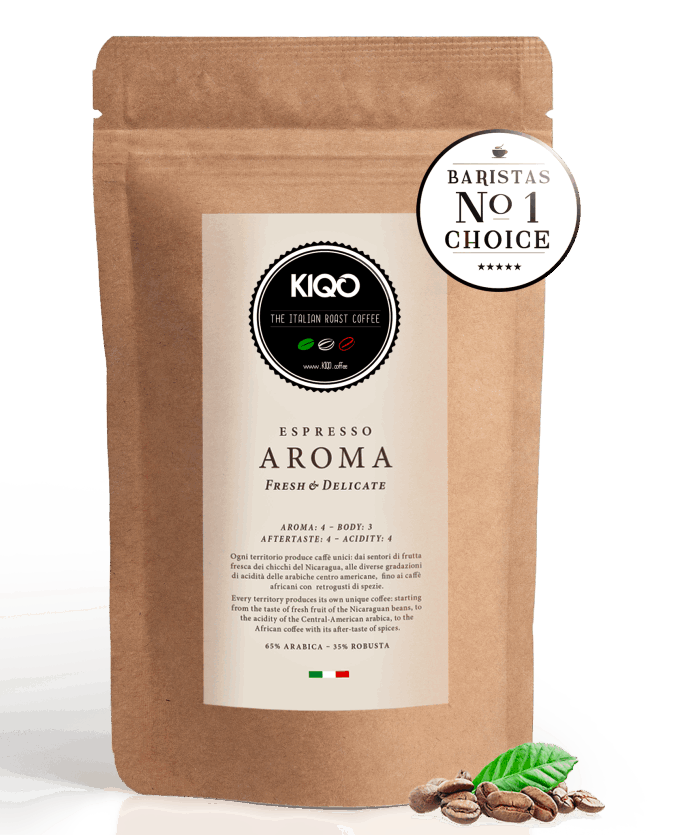 BARISTAS
No 1
CHOICE
KIQO
THE ITALIAN ROAST COFFEE
www.KIQO.coffee
ESPRESSO
AROMA
FRESH & DELICATE
AROMA: 4 – BODY: 3
AFTERTASTE: 4 – ACIDITY: 4
Ogni territorio produce caffè unici: dai sentori di frutta
fresca dei chicchi del Nicaragua, alle diverse gradazioni
di acidità delle arabiche centro americane, fino ai caffè
africani con retrogusti di spezie.
Every territory produces its own unique coffee: starting
from the taste of fresh fruit of the Nicaraguan beans, to
the acidity of the Central-American arabica, to the
African coffee with its after-taste of spices.
65% ARABICA – 35% ROBUSTA